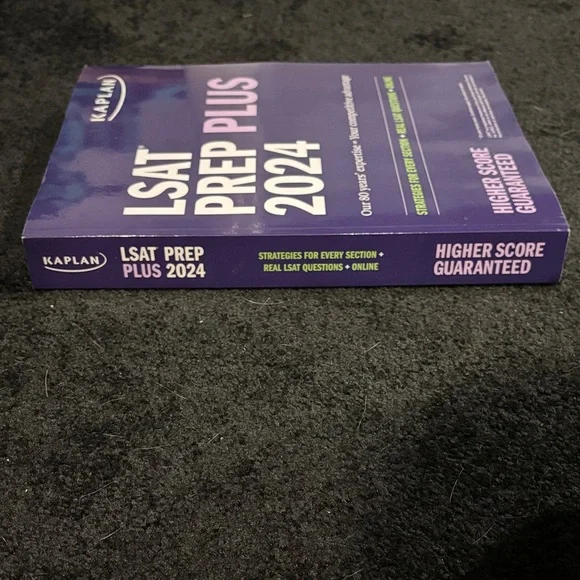 KAPLAN
LSAT®
PREP PLUS
2024
Our 80 years' expertise = Your competitive advantage
STRATEGIES FOR EVERY SECTION + REAL LSAT QUESTIONS + ONLINE
HIGHER SCORE
GUARANTEED
KAPLAN
LSAT® PREP
PLUS 2024
STRATEGIES FOR EVERY SECTION +
REAL LSAT QUESTIONS + ONLINE
HIGHER SCORE
GUARANTEED